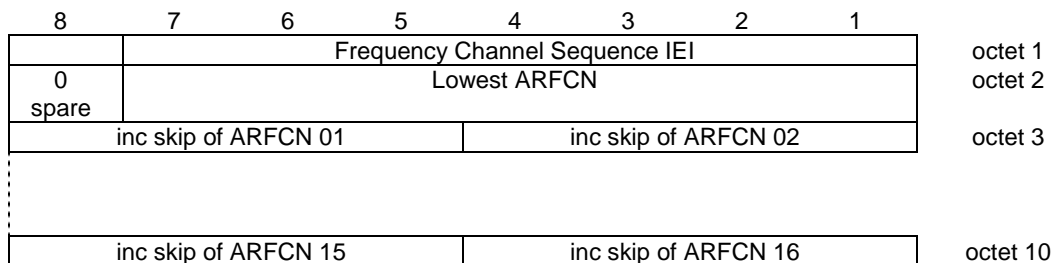 8 7 6 5 4 3 2 1
Frequency Channel Sequence IEI octet 1
0 Lowest ARFCN octet 2
spare
inc skip of ARFCN 01 inc skip of ARFCN 02 octet 3
inc skip of ARFCN 15 inc skip of ARFCN 16 octet 10